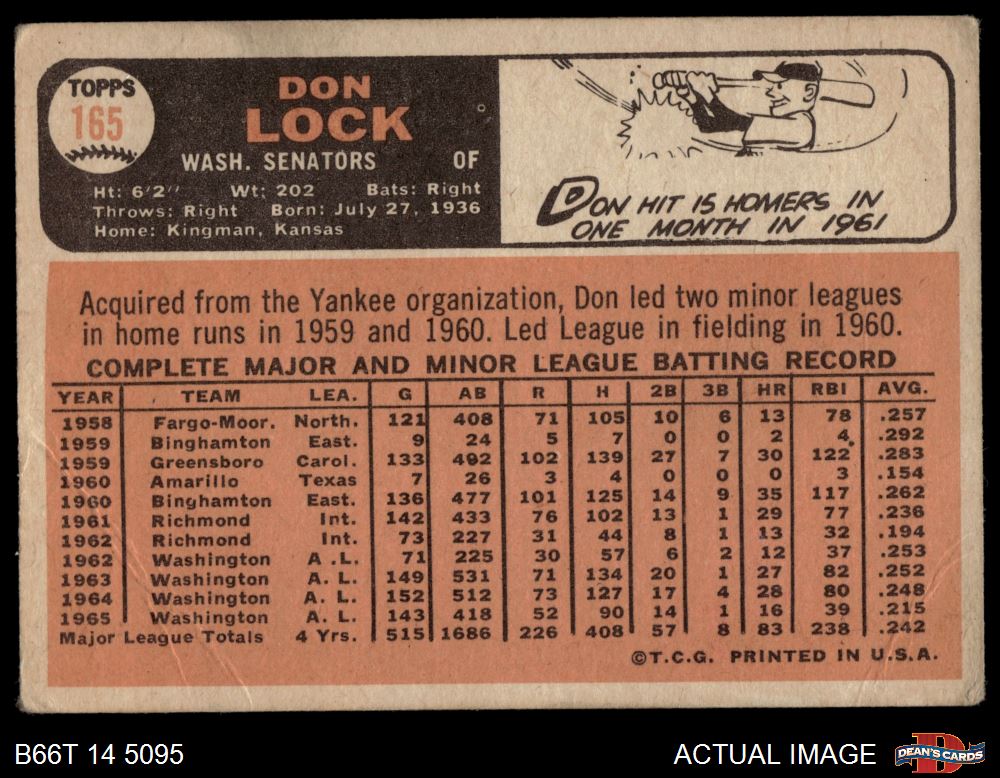 TOPPS
165
DON
LOCK
WASH. SENATORS OF
Ht: 6'2" Wt: 202 Bats: Right
Throws: Right Born: July 27, 1936
Home: Kingman, Kansas
DON HIT 15 HOMERS IN
ONE MONTH IN 1961
Acquired from the Yankee organization, Don led two minor leagues
in home runs in 1959 and 1960. Led League in fielding in 1960.
COMPLETE MAJOR AND MINOR LEAGUE BATTING RECORD
YEAR TEAM LEA. G AB R H 2B 3B HR RBI AVG.
1958 Fargo-Moor. North. 121 408 71 105 10 6 13 78 .257
1959 Binghamton East. 9 24 5 7 0 0 2 4 .292
1959 Greensboro Carol. 133 492 102 139 27 7 30 122 .283
1960 Amarillo Texas 7 26 3 4 0 0 0 3 .154
1960 Binghamton East. 136 477 101 125 14 9 35 117 .262
1961 Richmond Int. 142 433 76 102 13 1 29 77 .236
1962 Richmond Int. 73 227 31 44 8 1 13 32 .194
1962 Washington A .L. 71 225 30 57 6 2 12 37 .253
1963 Washington A. L. 149 531 71 134 20 1 27 82 .252
1964 Washington A. L. 152 512 73 127 17 4 28 80 .248
1965 Washington A. L. 143 418 52 90 14 1 16 39 .215
Major League Totals 4 Yrs. 515 1686 226 408 57 8 83 238 .242
©T.C.G. PRINTED IN U.S.A.
B66T 14 5095 ACTUAL IMAGE DEAN'S CARDS